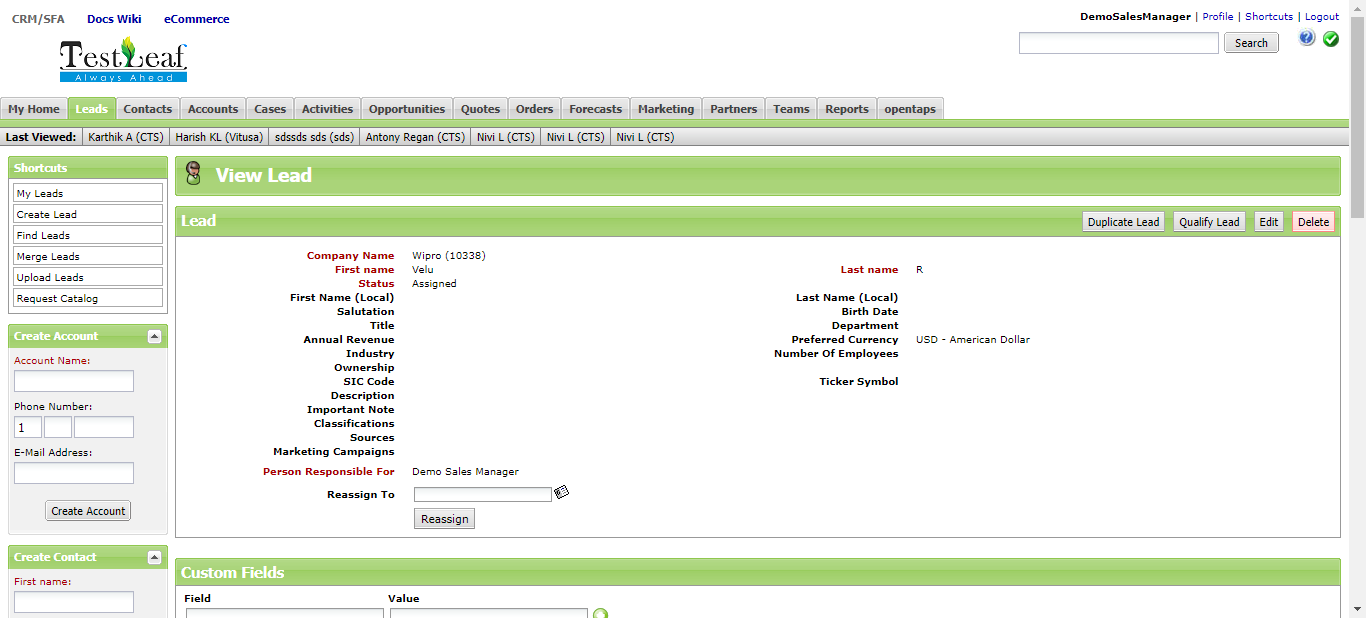 CRM/SFA Docs Wiki eCommerce
DemoSalesManager | Profile | Shortcuts | Logout
TestLeaf
Always Ahead
Search
My Home Leads Contacts Accounts Cases Activities Opportunities Quotes Orders Forecasts Marketing Partners Teams Reports opentaps
Last Viewed: Karthik A (CTS) Harish KL (Vitusa) sdssds sds (sds) Antony Regan (CTS) Nivi L (CTS) Nivi L (CTS) Nivi L (CTS)
Shortcuts
My Leads
Create Lead
Find Leads
Merge Leads
Upload Leads
Request Catalog
Create Account
Account Name:
Phone Number:
1
E-Mail Address:
Create Account
Create Contact
First name:
View Lead
Lead
Duplicate Lead Qualify Lead Edit Delete
Company Name Wipro (10338)
First name Velu Last name R
Status Assigned
First Name (Local) Last Name (Local)
Salutation Birth Date
Title Department
Annual Revenue Preferred Currency USD - American Dollar
Industry Number Of Employees
Ownership
SIC Code Ticker Symbol
Description
Important Note
Classifications
Sources
Marketing Campaigns
Person Responsible For Demo Sales Manager
Reassign To
Reassign
Custom Fields
Field Value